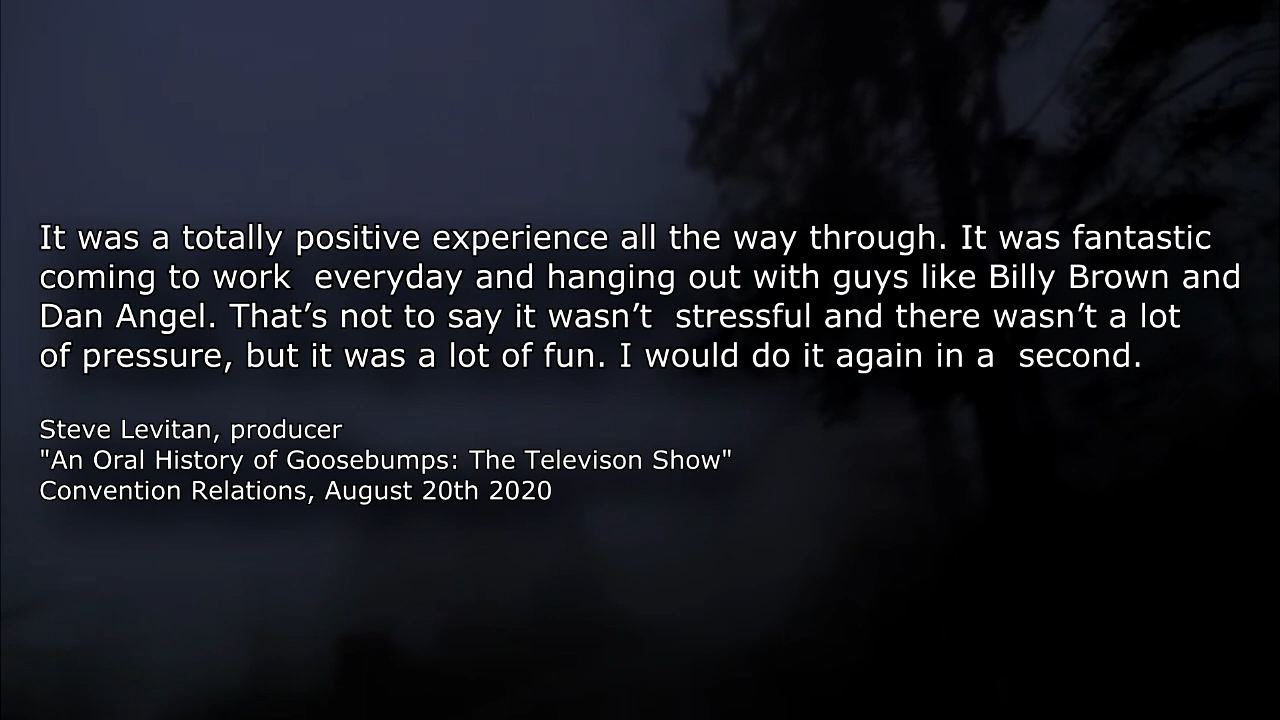 It was a totally positive experience all the way through. It was fantastic
coming to work  everyday and hanging out with guys like Billy Brown and
Dan Angel. That’s not to say it wasn’t  stressful and there wasn’t a lot
of pressure, but it was a lot of fun. I would do it again in a  second.
Steve Levitan, producer
"An Oral History of Goosebumps: The Televison Show"
Convention Relations, August 20th 2020